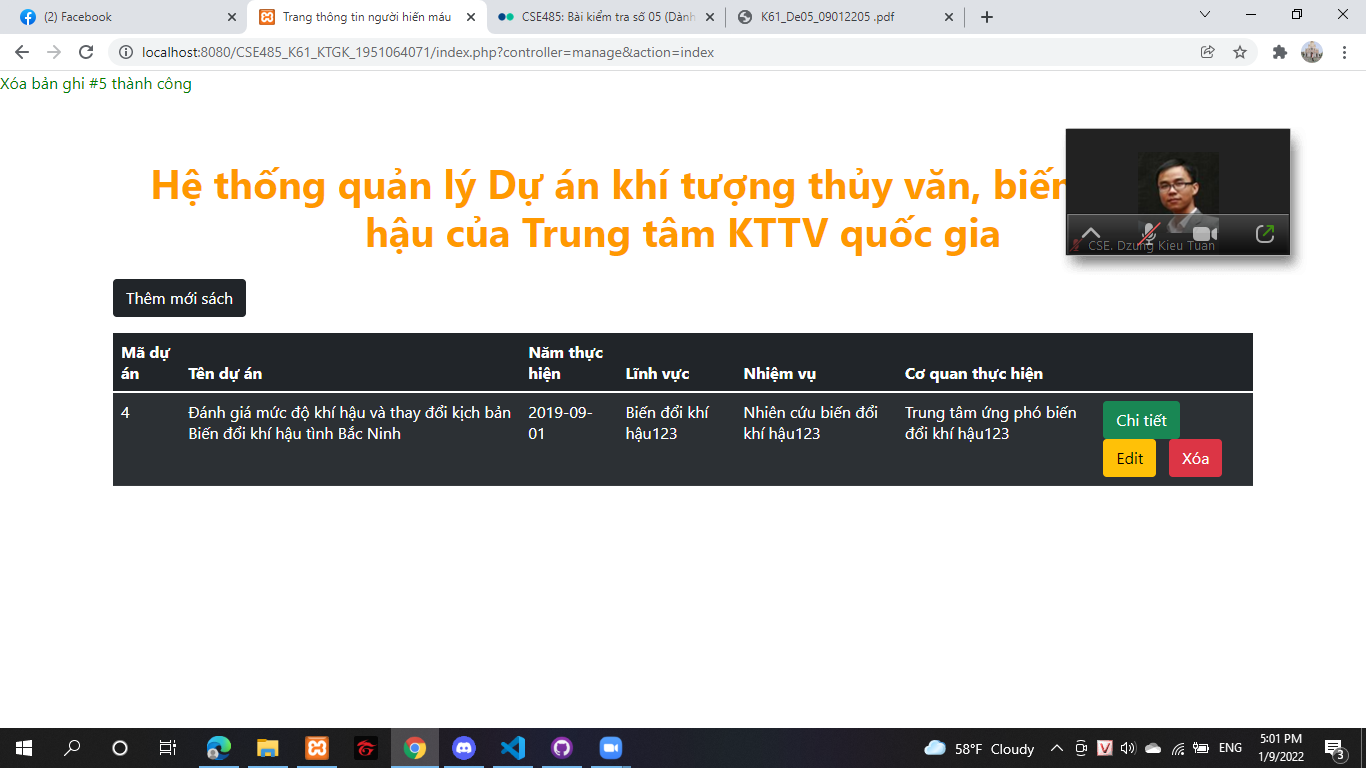 (2) Facebook
Trang thông tin người hiến máu
CSE485: Bài kiểm tra số 05 (Dành
K61_De05_09012205 .pdf
localhost:8080/CSE485_K61_KTGK_1951064071/index.php?controller=manage&action=index
Xóa bản ghi #5 thành công
Hệ thống quản lý Dự án khí tượng thủy văn, biến
hậu của Trung tâm KTTV quốc gia
CSE. Dzung Kieu Tuan
Thêm mới sách
Mã dự án Tên dự án Năm thực hiện Lĩnh vực Nhiệm vụ Cơ quan thực hiện
4 Đánh giá mức độ khí hậu và thay đổi kịch bản 2019-09- Biến đổi khí Nhiên cứu biến đổi Trung tâm ứng phó biến Chi tiết
Biến đổi khí hậu tình Bắc Ninh 01 hậu123 khí hậu123 đổi khí hậu123
Edit Xóa
58°F Cloudy
ENG
5:01 PM
1/9/2022
3